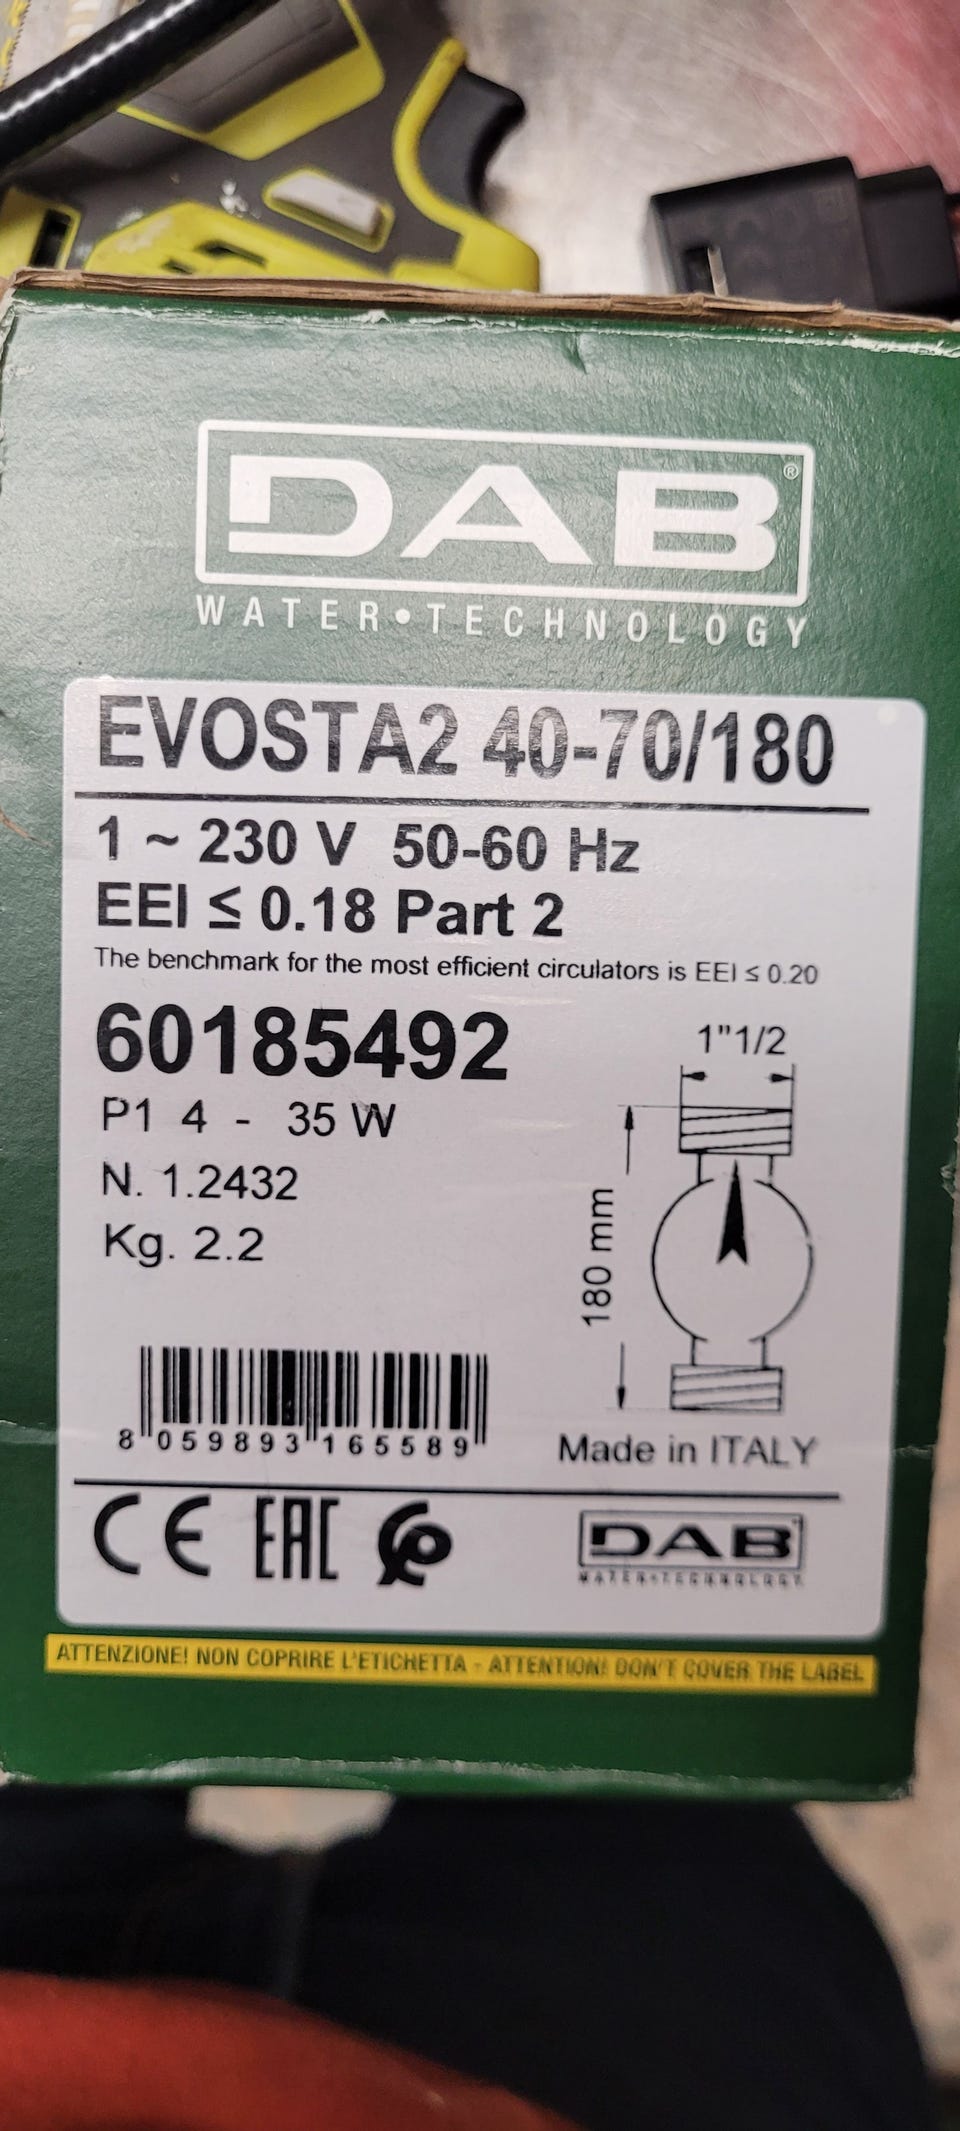 DAB®
WATER•TECHNOLOGY
EVOSTA2 40-70/180
1 ~ 230 V 50-60 Hz
EEI ≤ 0.18 Part 2
The benchmark for the most efficient circulators is EEI ≤ 0.20
60185492
P1 4 - 35 W
N. 1.2432
Kg. 2.2
1"1/2
180 mm
8 059893 165589
Made in ITALY
CE EAC
DAB
WATER•TECHNOLOGY
ATTENZIONE! NON COPRIRE L'ETICHETTA - ATTENTION! DON'T COVER THE LABEL